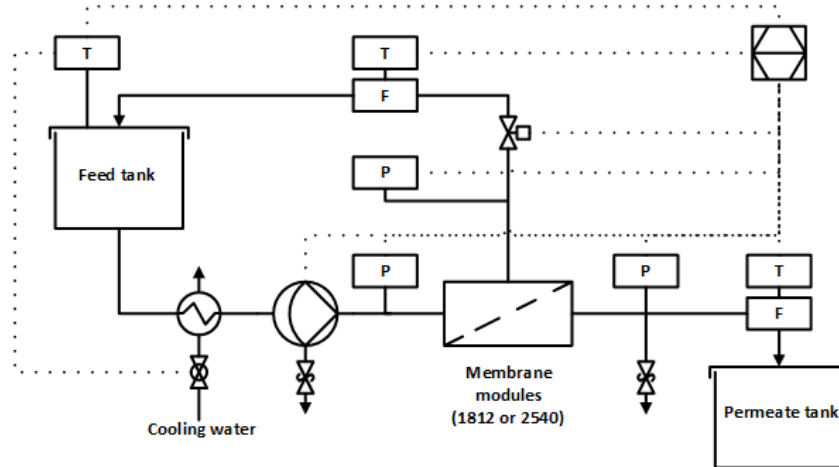 T
T
F
Feed tank
P
P
P
T
F
Membrane
modules
(1812 or 2540)
Cooling water
Permeate tank